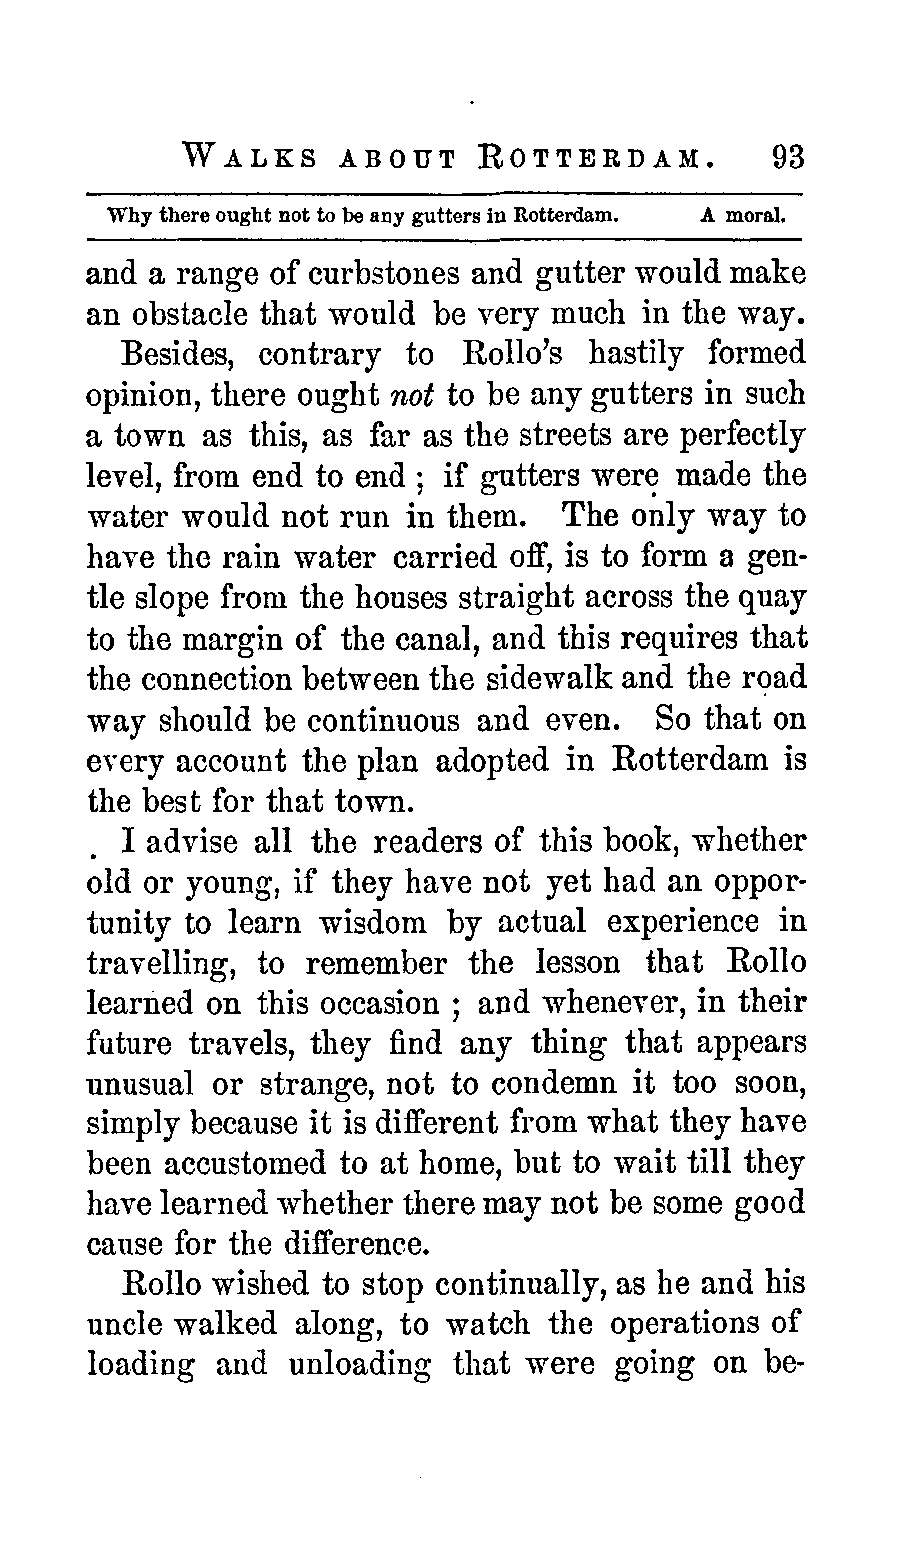 WALKS ABOUT ROTTERDAM. 93
Why there ought not to be any gutters in Rotterdam. A moral.
and a range of curbstones and gutter would make
an obstacle that would be very much in the way.
Besides, contrary to Rollo's hastily formed
opinion, there ought not to be any gutters in such
a town as this, as far as the streets are perfectly
level, from end to end ; if gutters were made the
water would not run in them. The only way to
have the rain water carried off, is to form a gen-
tle slope from the houses straight across the quay
to the margin of the canal, and this requires that
the connection between the sidewalk and the road
way should be continuous and even. So that on
every account the plan adopted in Rotterdam is
the best for that town.
I advise all the readers of this book, whether
old or young, if they have not yet had an oppor-
tunity to learn wisdom by actual experience in
travelling, to remember the lesson that Rollo
learned on this occasion ; and whenever, in their
future travels, they find any thing that appears
unusual or strange, not to condemn it too soon,
simply because it is different from what they have
been accustomed to at home, but to wait till they
have learned whether there may not be some good
cause for the difference.
Rollo wished to stop continually, as he and his
uncle walked along, to watch the operations of
loading and unloading that were going on be-